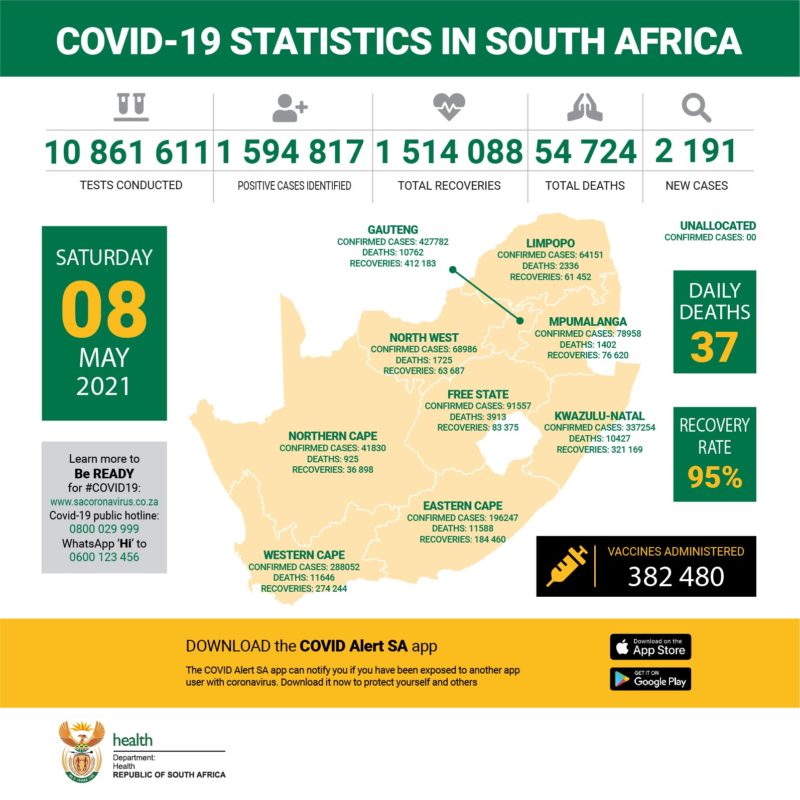 COVID-19 STATISTICS IN SOUTH AFRICA
10 861 611
TESTS CONDUCTED
1 594 817
POSITIVE CASES IDENTIFIED
1 514 088
TOTAL RECOVERIES
54 724
TOTAL DEATHS
2 191
NEW CASES
SATURDAY
08
MAY
2021
GAUTENG
CONFIRMED CASES: 427782
DEATHS: 10762
RECOVERIES: 412 183
LIMPOPO
CONFIRMED CASES: 64151
DEATHS: 2336
RECOVERIES: 61 452
UNALLOCATED
CONFIRMED CASES: 00
MPUMALANGA
CONFIRMED CASES: 78958
DEATHS: 1402
RECOVERIES: 76 620
NORTH WEST
CONFIRMED CASES: 68986
DEATHS: 1725
RECOVERIES: 63 687
FREE STATE
CONFIRMED CASES: 91557
DEATHS: 3913
RECOVERIES: 83 375
KWAZULU-NATAL
CONFIRMED CASES: 337254
DEATHS: 10427
RECOVERIES: 321 169
NORTHERN CAPE
CONFIRMED CASES: 41830
DEATHS: 925
RECOVERIES: 36 898
EASTERN CAPE
CONFIRMED CASES: 196247
DEATHS: 11588
RECOVERIES: 184 460
WESTERN CAPE
CONFIRMED CASES: 288052
DEATHS: 11646
RECOVERIES: 274 244
DAILY
DEATHS
37
RECOVERY
RATE
95%
Learn more to
Be READY
for #COVID19:
www.sacoronavirus.co.za
Covid-19 public hotline:
0800 029 999
WhatsApp 'Hi' to
0600 123 456
VACCINES ADMINISTERED
382 480
DOWNLOAD the COVID Alert SA app
The COVID Alert SA app can notify you if you have been exposed to another app
user with coronavirus. Download it now to protect yourself and others
Download on the
App Store
GET IT ON
Google Play
health
Department:
Health
REPUBLIC OF SOUTH AFRICA